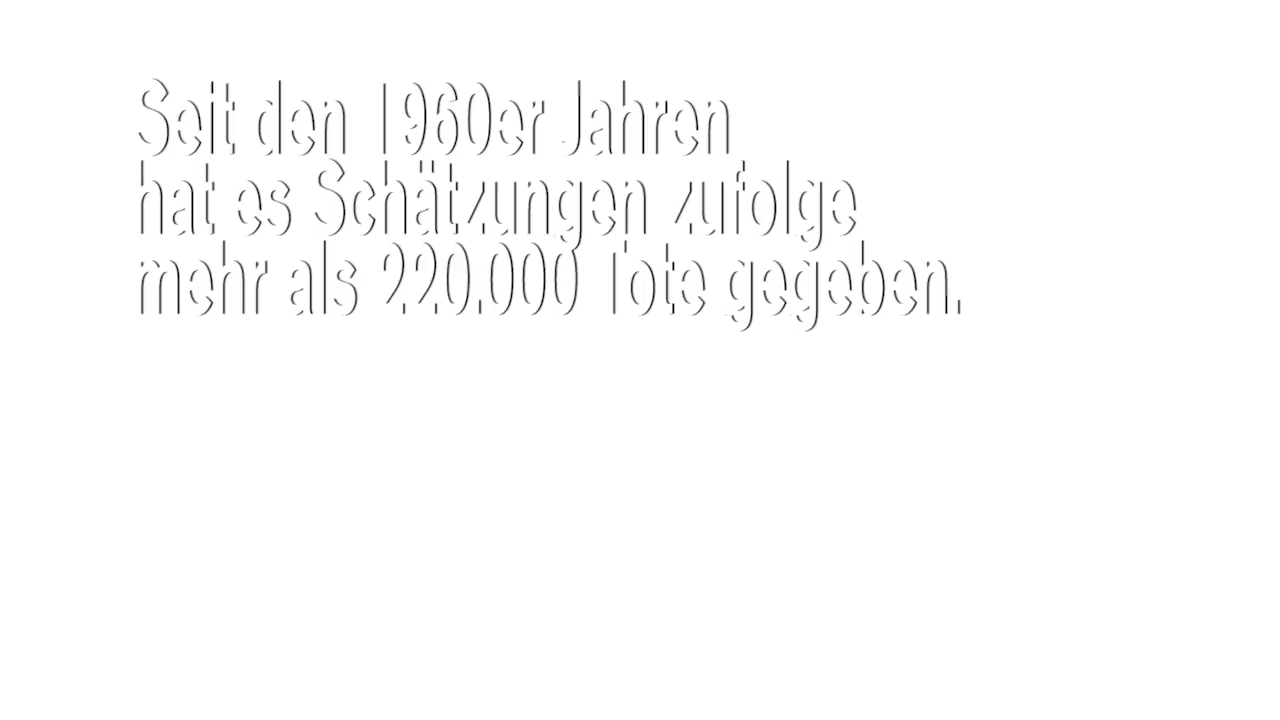 Seit den 1960er Jahren
hat es Schätzungen zufolge
mehr als 220.000 Tote gegeben.